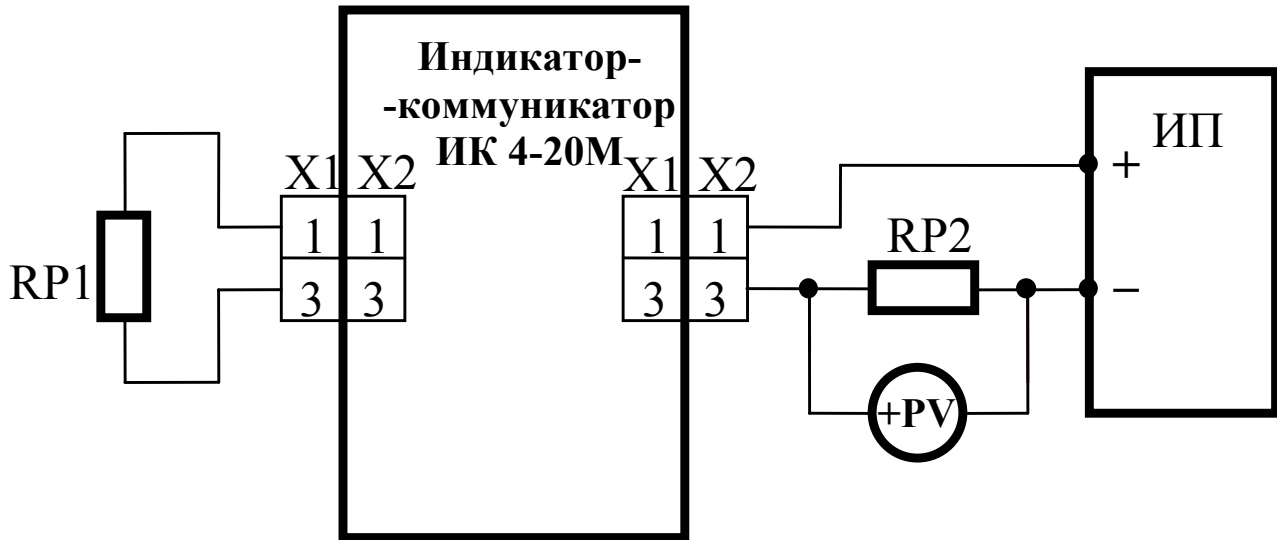 Индикатор-
-коммуникатор
ИК 4-20М
ИП
X1 X2
X1 X2
+
1 1
1 1
RP2
RP1
3 3
3 3
–
+PV